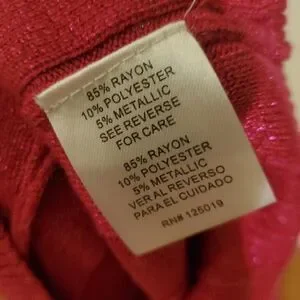 85% RAYON
10% POLYESTER
5% METALLIC
SEE REVERSE
FOR CARE
85% RAYON
10% POLYESTER
5% METALLIC
VER AL REVERSO
PARA EL CUIDADO
RN# 125019